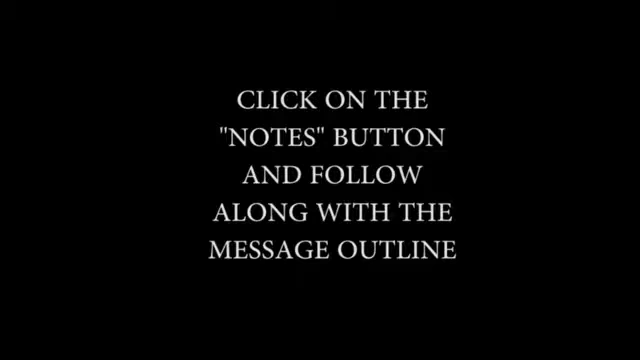 CLICK ON THE
"NOTES" BUTTON
AND FOLLOW
ALONG WITH THE
MESSAGE OUTLINE